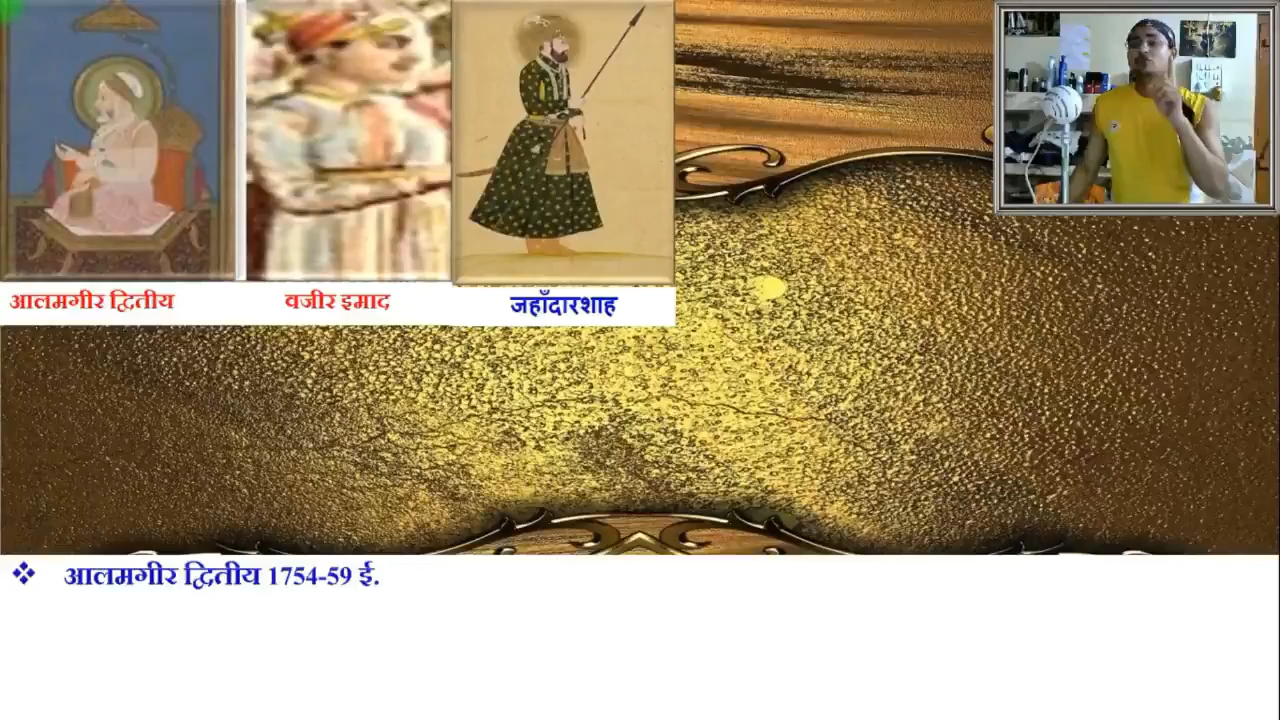 आलमगीर द्वितीय
वजीर इमाद
जहाँदारशाह
❖ आलमगीर द्वितीय 1754-59 ई.